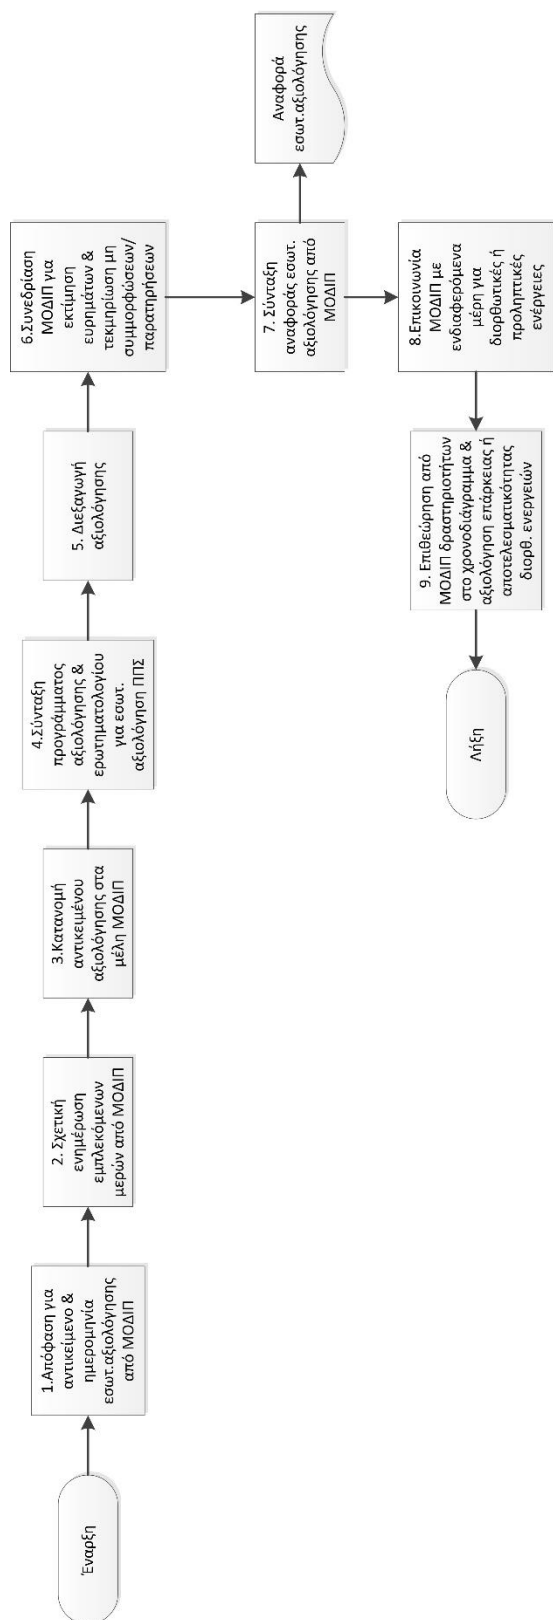 Έναρξη
1.Απόφαση για
αντικείμενο &
ημερομηνία
εσωτ.αξιολόγησης
από ΜΟΔΙΠ
2. Σχετική
ενημέρωση
εμπλεκόμενων
μερών από ΜΟΔΙΠ
3.Κατανομή
αντικειμένου
αξιολόγησης στα
μέλη ΜΟΔΙΠ
4.Σύνταξη
προγράμματος
αξιολόγησης &
ερωτηματολογίου
για εσωτ.
αξιολόγηση ΠΠΣ
5. Διεξαγωγή
αξιολόγησης
6.Συνεδρίαση
ΜΟΔΙΠ για
εκτίμηση
ευρημάτων &
τεκμηρίωση μη
συμμορφώσεων/
παρατηρήσεων
7. Σύνταξη
αναφοράς εσωτ.
αξιολόγησης από
ΜΟΔΙΠ
Αναφορά
εσωτ.αξιολόγησης
8.Επικοινωνία
ΜΟΔΙΠ με
ενδιαφερόμενα
μέρη για
διορθωτικές ή
προληπτικές
ενέργειες
9. Επιθεώρηση από
ΜΟΔΙΠ δραστηριοτήτων
στο χρονοδιάγραμμα &
αξιολόγηση επάρκειας ή
αποτελεσματικότητας
διορθ. ενεργειών
Λήξη